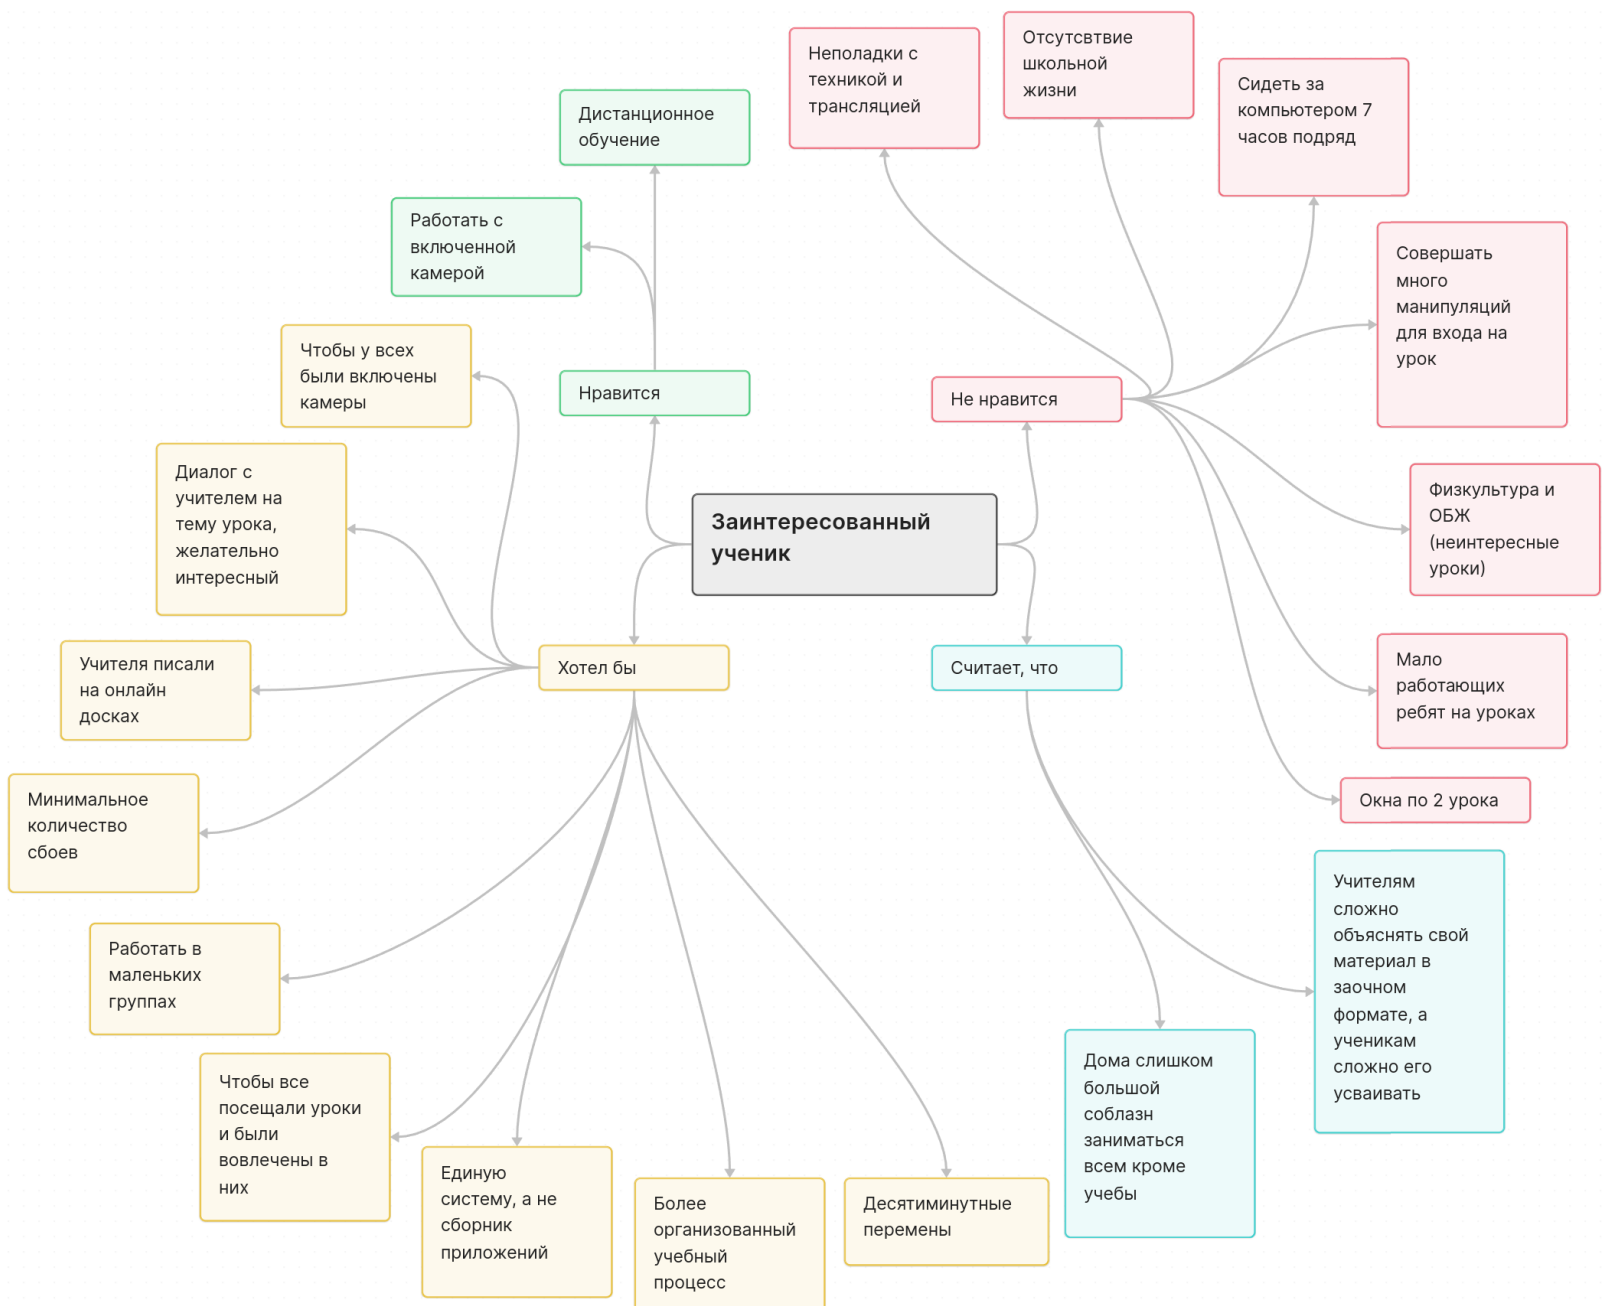 Неполадки с
техникой и
трансляцией
Отсутсвтвие
школьной
жизни
Сидеть за
компьютером 7
часов подряд
Дистанционное
обучение
Работать с
включенной
камерой
Совершать
много
манипуляций
для входа на
урок
Чтобы у всех
были включены
камеры
Нравится
Не нравится
Диалог с
учителем на
тему урока,
желательно
интересный
Заинтересованный
ученик
Физкультура и
ОБЖ
(неинтересные
уроки)
Учителя писали
на онлайн
досках
Хотел бы
Считает, что
Мало
работающих
ребят на уроках
Минимальное
количество
сбоев
Окна по 2 урока
Учителям
сложно
объяснять свой
материал в
заочном
формате, а
ученикам
сложно его
усваивать
Работать в
маленьких
группах
Чтобы все
посещали уроки
и были
вовлечены в
них
Дома слишком
большой
соблазн
заниматься
всем кроме
учебы
Единую
систему, а не
сборник
приложений
Более
организованный
учебный
процесс
Десятиминутные
перемены